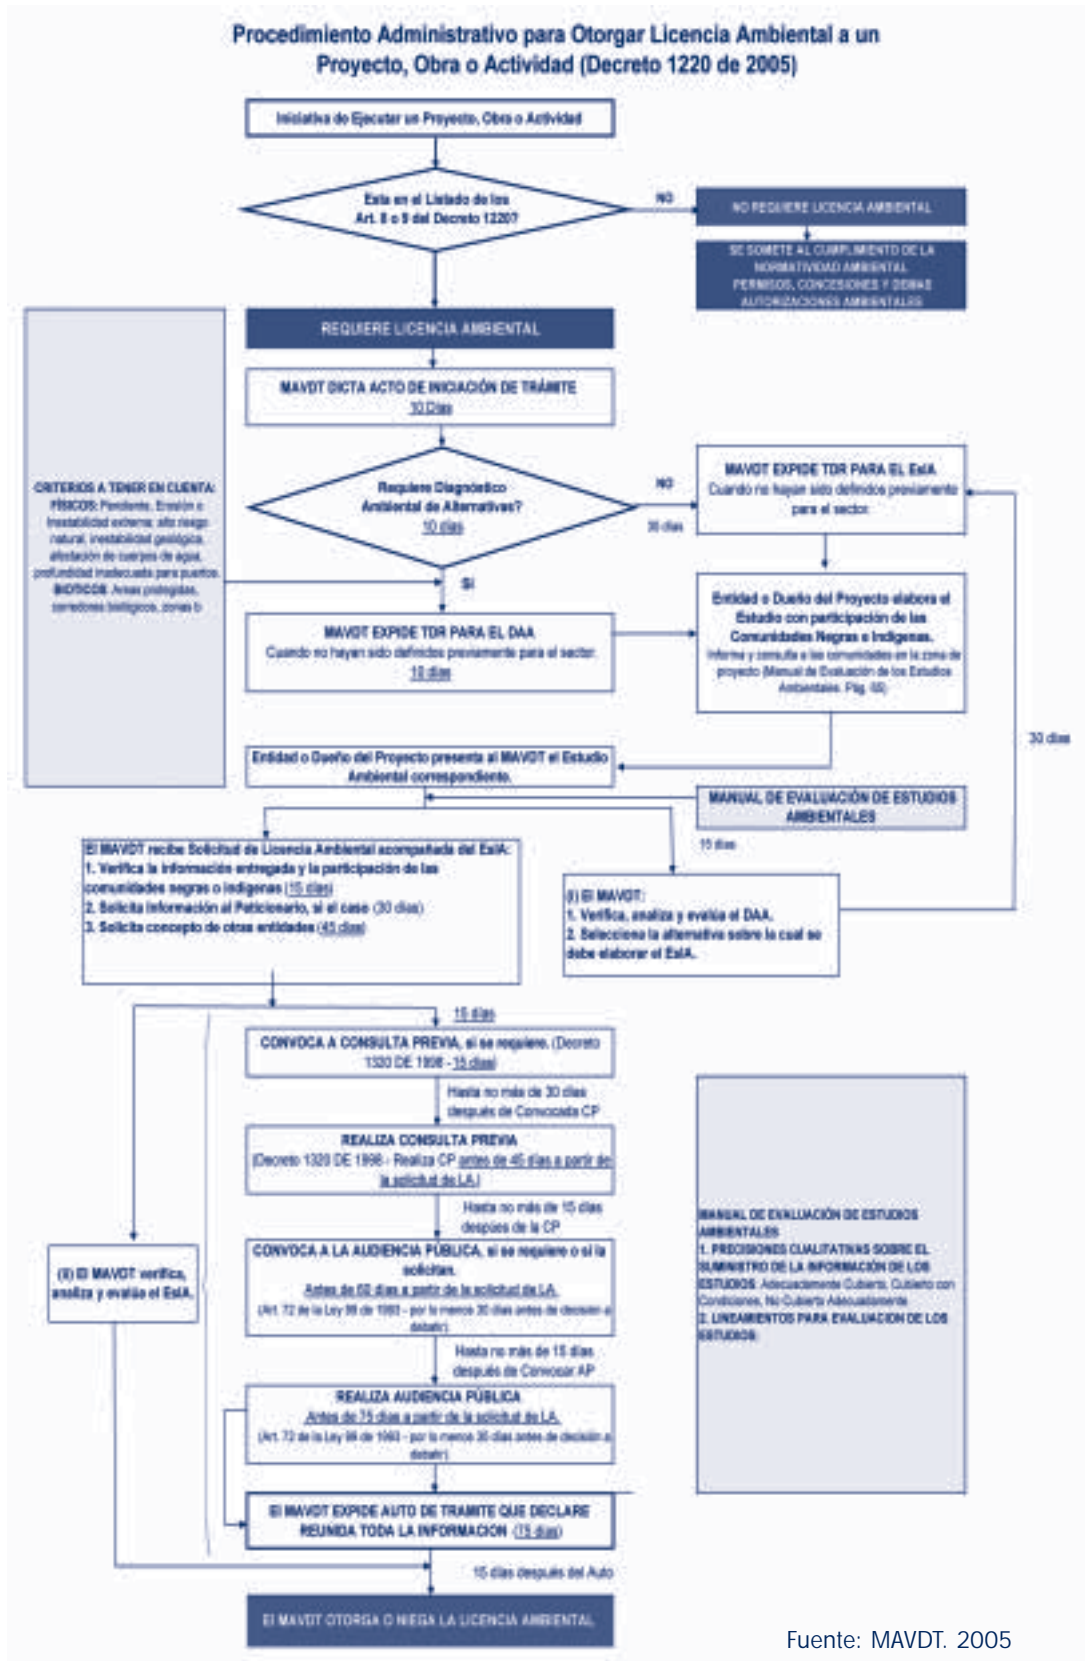 Procedimiento Administrativo para Otorgar Licencia Ambiental a un
Proyecto, Obra o Actividad (Decreto 1220 de 2005)
Iniciativa de Ejecutar un Proyecto, Obra o Actividad
Esta en el Listado de los
Art. 8 o 9 del Decreto 1220?
NO
NO REQUIERE LICENCIA AMBIENTAL
SE SOMETE AL CUMPLIMIENTO DE LA
NORMATIVIDAD AMBIENTAL
PERMISOS, CONCESIONES Y DEMAS
AUTORIZACIONES AMBIENTALES
REQUIERE LICENCIA AMBIENTAL
MAVDT DICTA ACTO DE INICIACIÓN DE TRÁMITE
10 Días
Requiere Diagnóstico
Ambiental de Alternativas?
10 días
NO
30 días
MAVDT EXPIDE TDR PARA EL EsIA
Cuando no hayan sido definidos previamente
para el sector.
CRITERIOS A TENER EN CUENTA:
FÍSICOS: Pendiente, Erosión o
Inestabilidad extrema; alto riesgo
natural, inestabilidad geológica,
afectación de cuerpos de agua,
profundidad inadecuada para puertos.
BIOTICOS: Areas protegidas,
corredores biológicos, zonas b
Si
MAVDT EXPIDE TDR PARA EL DAA
Cuando no hayan sido definidos previamente para el sector.
10 días
Entidad o Dueño del Proyecto elabora el
Estudio con participación de las
Comunidades Negras e Indígenas.
Informa y consulta a las comunidades en la zona de
proyecto (Manual de Evaluación de los Estudios
Ambientales. Pág. 65)
30 días
Entidad o Dueño del Proyecto presenta al MAVDT el Estudio
Ambiental correspondiente.
MANUAL DE EVALUACIÓN DE ESTUDIOS
AMBIENTALES
15 días
El MAVDT recibe Solicitud de Licencia Ambiental acompañada del EsIA:
1. Verifica la información entregada y la participación de las
comunidades negras o indígenas (15 días)
2. Solicita Información al Peticionario, si el caso (30 días)
3. Solicita concepto de otras entidades (45 días)
(i) El MAVDT:
1. Verifica, analiza y evalúa el DAA.
2. Selecciona la alternativa sobre la cual se
debe elaborar el EsIA.
15 días
CONVOCA A CONSULTA PREVIA, si se requiere. (Decreto
1320 DE 1998 - 15 días)
Hasta no más de 30 días
después de Convocada CP
REALIZA CONSULTA PREVIA
(Decreto 1320 DE 1998 - Realiza CP antes de 45 días a partir de
la solicitud de LA.)
Hasta no más de 15 días
despúes de la CP
CONVOCA A LA AUDIENCIA PÚBLICA, si se requiere o si la
solicitan.
Antes de 60 días a partir de la solicitud de LA.
(Art. 72 de la Ley 99 de 1993 - por lo menos 30 días antes de decisión a
debatir)
(ii) El MAVDT verifica,
analiza y evalúa el EsIA.
Hasta no más de 15 días
después de Convocar AP
REALIZA AUDIENCIA PÚBLICA
Antes de 75 días a partir de la solicitud de LA.
(Art. 72 de la Ley 99 de 1993 - por lo menos 30 días antes de decisión a
debatir)
MANUAL DE EVALUACIÓN DE ESTUDIOS
AMBIENTALES
1. PRECISIONES CUALITATIVAS SOBRE EL
SUMINISTRO DE LA INFORMACIÓN DE LOS
ESTUDIOS: Adecuadamente Cubierto, Cubierto con
Condiciones, No Cubierto Adecuadamente
2. LINEAMIENTOS PARA EVALUACION DE LOS
ESTUDIOS:
El MAVDT EXPIDE AUTO DE TRAMITE QUE DECLARE
REUNIDA TODA LA INFORMACION (75 días)
15 días después del Auto
El MAVDT OTORGA O NIEGA LA LICENCIA AMBIENTAL
Fuente: MAVDT. 2005